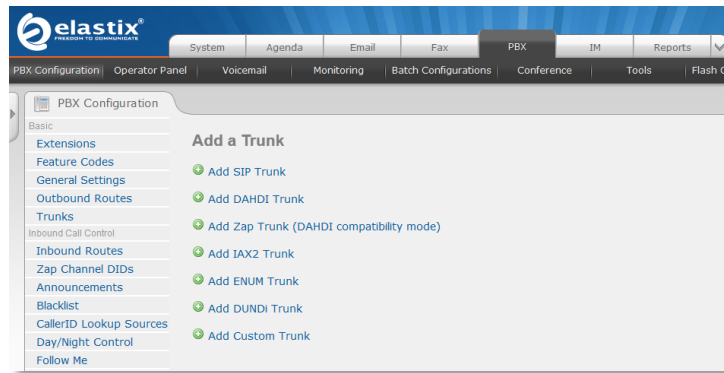 elastix®
FREEDOM TO COMMUNICATE
System Agenda Email Fax PBX IM Reports
PBX Configuration Operator Panel Voicemail Monitoring Batch Configurations Conference Tools Flash
PBX Configuration
Basic
Extensions
Feature Codes
General Settings
Outbound Routes
Trunks
Inbound Call Control
Inbound Routes
Zap Channel DIDs
Announcements
Blacklist
CallerID Lookup Sources
Day/Night Control
Follow Me
Add a Trunk
Add SIP Trunk
Add DAHDI Trunk
Add Zap Trunk (DAHDI compatibility mode)
Add IAX2 Trunk
Add ENUM Trunk
Add DUNDi Trunk
Add Custom Trunk